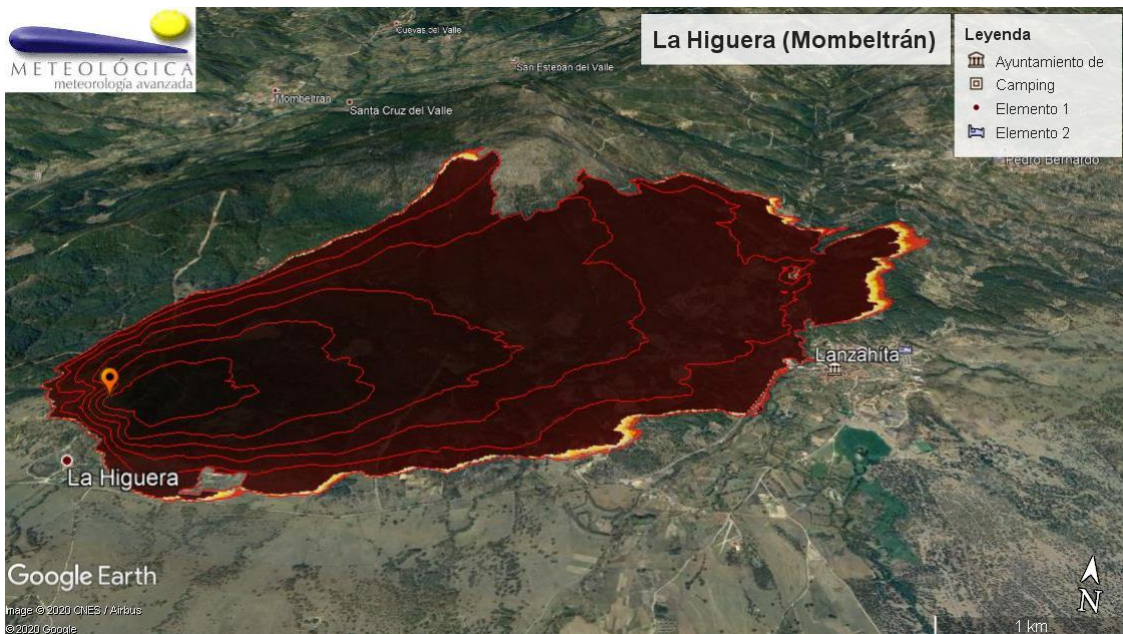 METEOLÓGICA
meteorología avanzada
La Higuera (Mombeltrán)
Leyenda
Ayuntamiento de
Camping
Elemento 1
Elemento 2
Cuevas del Valle
San Esteban del Valle
Mombeltrán
Santa Cruz del Valle
Pedro Bernardo
Lanzahíta
La Higuera
Google Earth
Image © 2020 CNES / Airbus
© 2020 Google
N
1 km